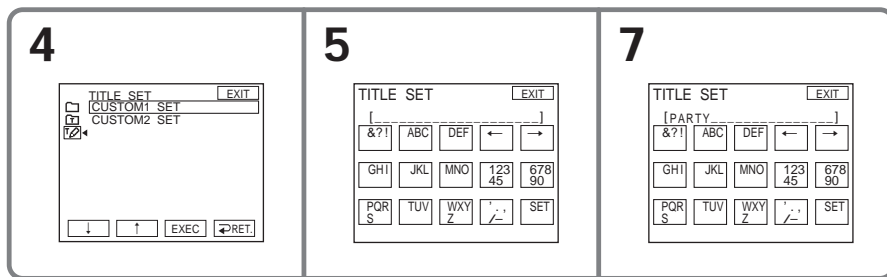 4
TITLE SET EXIT
CUSTOM1 SET
CUSTOM2 SET
↓ ↑ EXEC RET.
5
TITLE SET EXIT
[_ _ _ _ _ _ _ _ _ _ _ _ _ _ _ _ _ _ _ _]
&?! ABC DEF ← →
GHI JKL MNO 123 45 678 90
PQR S TUV WXY Z ' . , / – SET
7
TITLE SET EXIT
[PARTY_ _ _ _ _ _ _ _ _ _ _ _ _ _ _]
&?! ABC DEF ← →
GHI JKL MNO 123 45 678 90
PQR S TUV WXY Z ' . , / – SET